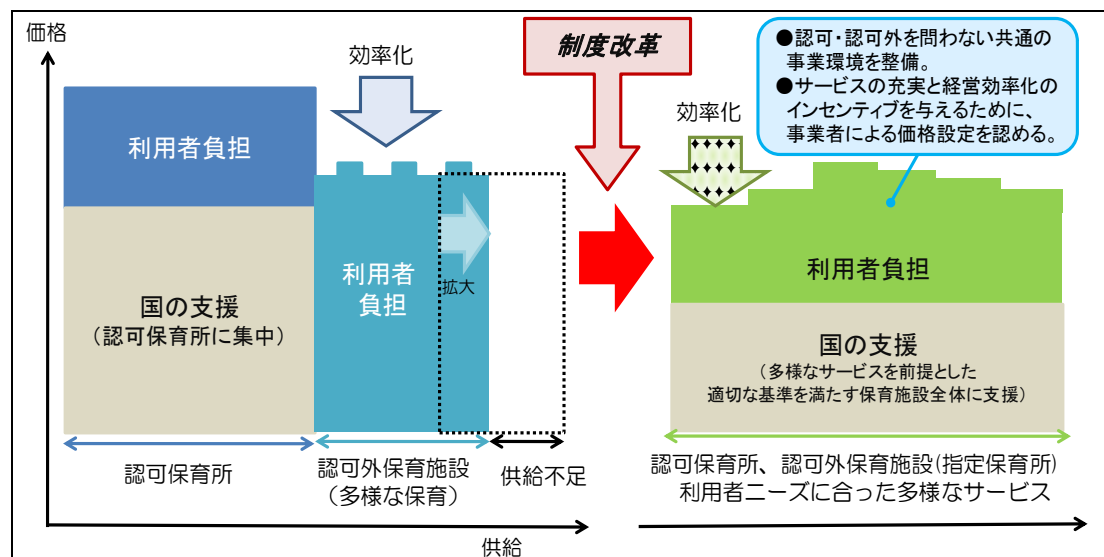 価格
効率化
制度改革
●認可・認可外を問わない共通の
事業環境を整備。
●サービスの充実と経営効率化の
インセンティブを与えるために、
事業者による価格設定を認める。
効率化
利用者負担
国の支援
（認可保育所に集中）
利用者
負担
拡大
利用者負担
国の支援
（多様なサービスを前提とした
適切な基準を満たす保育施設全体に支援）
認可保育所
認可外保育施設
（多様な保育）
供給不足
認可保育所、認可外保育施設(指定保育所)
利用者ニーズに合った多様なサービス
供給